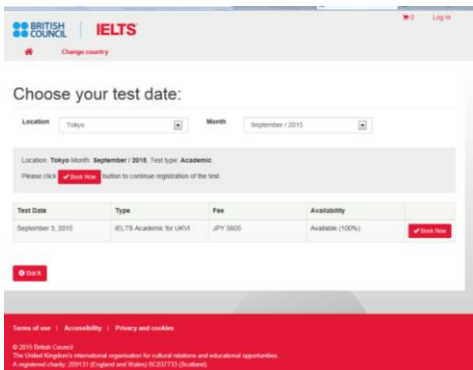 BRITISH COUNCIL IELTS
0 Log in
Change country
Choose your test date:
Location Tokyo Month September / 2015
Location: Tokyo Month: September / 2015, Test type: Academic.
Please click Book Now button to continue registration of the test.
Test Date Type Fee Availability
September 3, 2015 IELTS Academic for UKVI JPY 5605 Available (100%) Book Now
Back
Terms of use | Accessibility | Privacy and cookies
© 2015 British Council
The United Kingdom's international organisation for cultural relations and educational opportunities.
A registered charity: 209131 (England and Wales) SC037733 (Scotland)